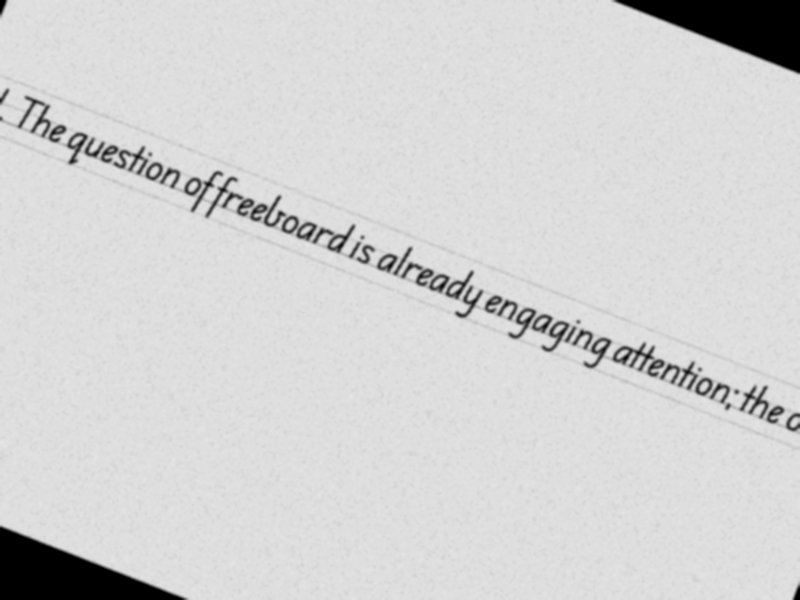 The question of freeboard is already engaging attention; the